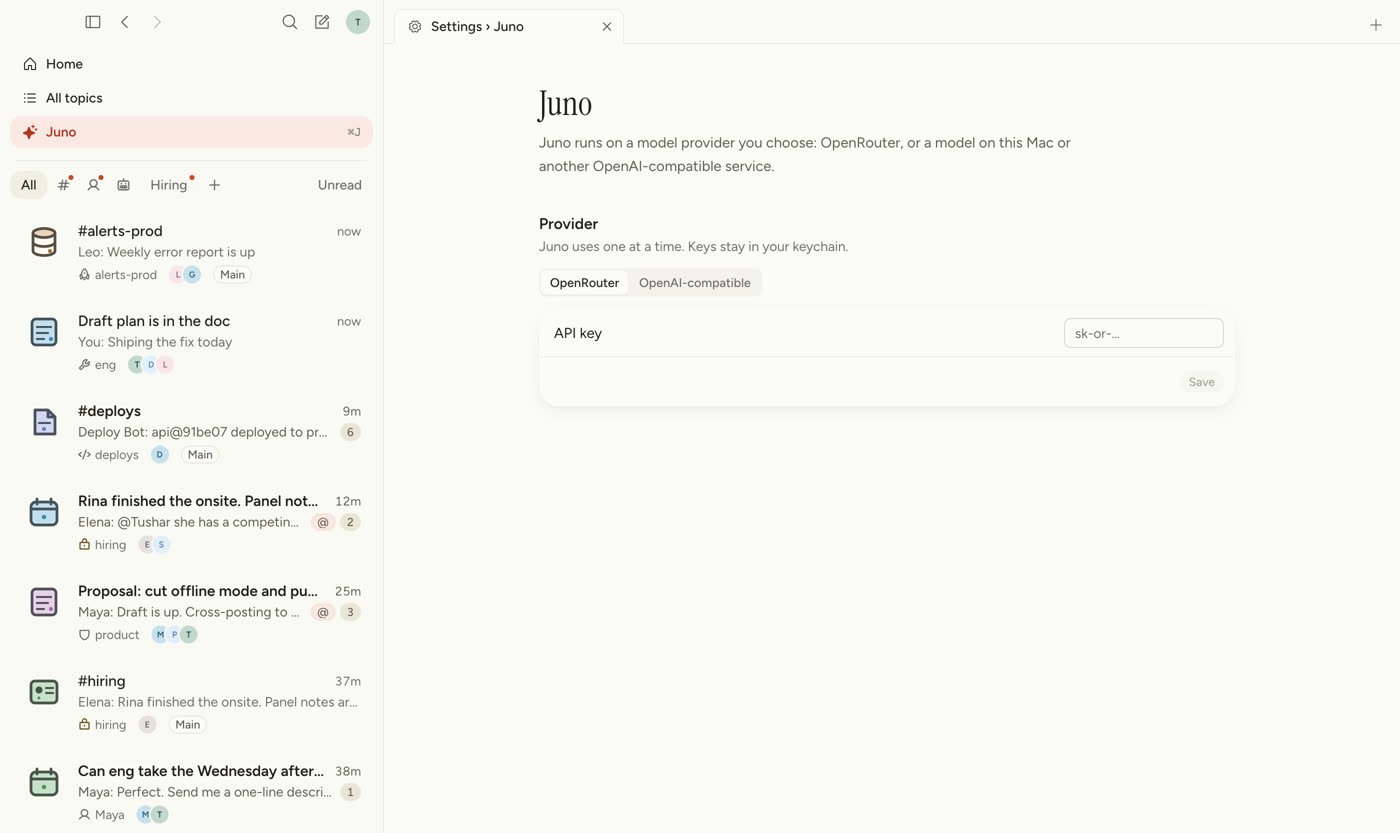 T
Home
All topics
Juno ⌘J
All # Hiring + Unread
#alerts-prod now
Leo: Weekly error report is up
alerts-prod L G Main
Draft plan is in the doc now
You: Shiping the fix today
eng T D L
#deploys 9m
Deploy Bot: api@91be07 deployed to pr... 6
deploys D Main
Rina finished the onsite. Panel not... 12m
Elena: @Tushar she has a competin... @ 2
hiring E S
Proposal: cut offline mode and pu... 25m
Maya: Draft is up. Cross-posting to ... @ 3
product M P T
#hiring 37m
Elena: Rina finished the onsite. Panel notes ar...
hiring E Main
Can eng take the Wednesday after... 38m
Maya: Perfect. Send me a one-line descri... 1
Maya M T
Settings › Juno
Juno
Juno runs on a model provider you choose: OpenRouter, or a model on this Mac or
another OpenAI-compatible service.
Provider
Juno uses one at a time. Keys stay in your keychain.
OpenRouter OpenAI-compatible
API key sk-or-...
Save